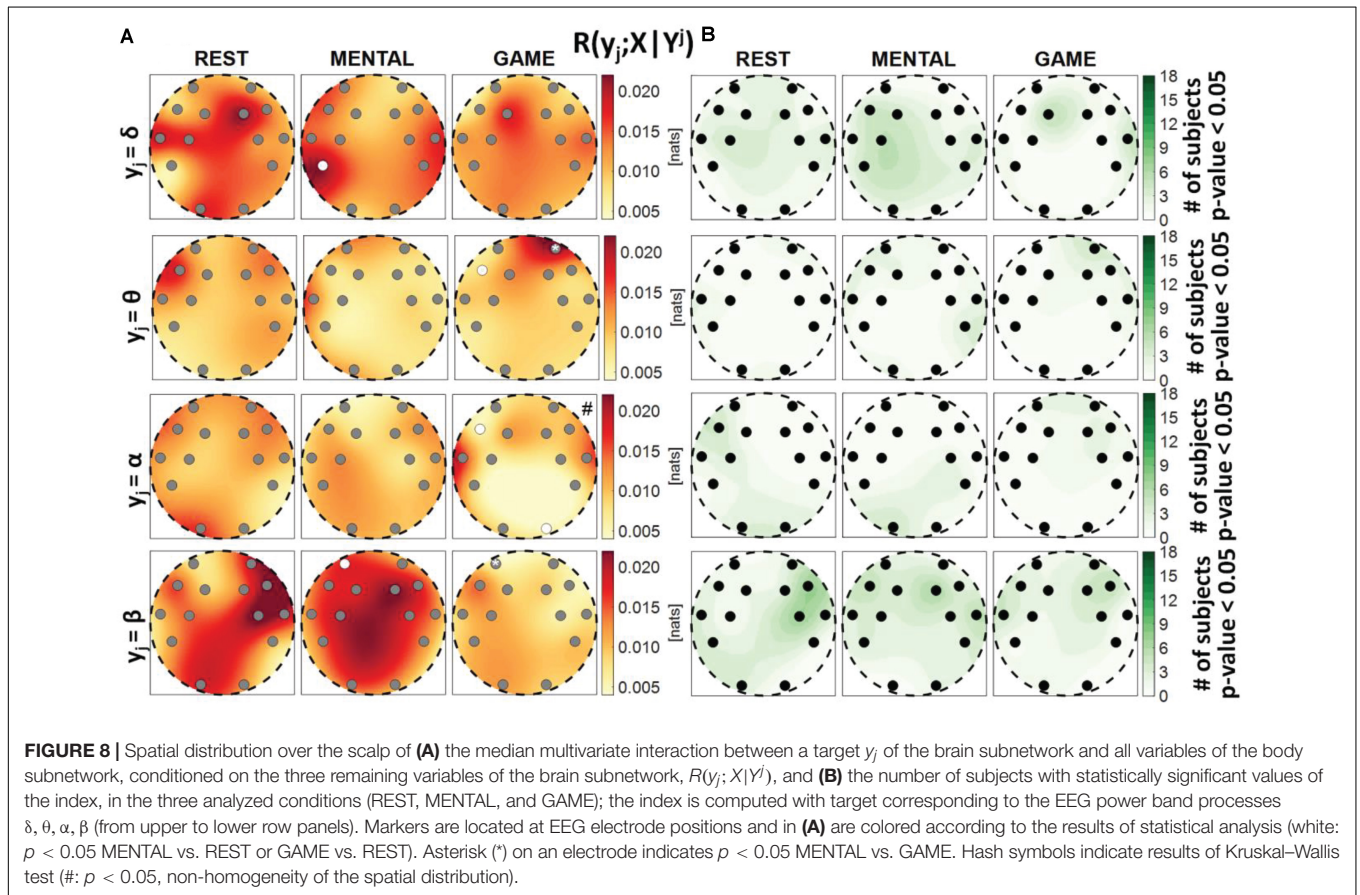 A
R(yj;X|Y^j)
B
REST MENTAL GAME
REST MENTAL GAME
yj = δ
0.020
0.015
0.010
0.005
[nats]
18
15
12
9
6
3
0
# of subjects
p-value < 0.05
yj = θ
*
0.020
0.015
0.010
0.005
[nats]
18
15
12
9
6
3
0
# of subjects
p-value < 0.05
yj = α
#
0.020
0.015
0.010
0.005
[nats]
18
15
12
9
6
3
0
# of subjects
p-value < 0.05
yj = β
*
0.020
0.015
0.010
0.005
[nats]
18
15
12
9
6
3
0
# of subjects
p-value < 0.05
FIGURE 8 | Spatial distribution over the scalp of (A) the median multivariate interaction between a target yj of the brain subnetwork and all variables of the body
subnetwork, conditioned on the three remaining variables of the brain subnetwork, R(yj; X|Y^j), and (B) the number of subjects with statistically significant values of
the index, in the three analyzed conditions (REST, MENTAL, and GAME); the index is computed with target corresponding to the EEG power band processes
δ, θ, α, β (from upper to lower row panels). Markers are located at EEG electrode positions and in (A) are colored according to the results of statistical analysis (white:
p < 0.05 MENTAL vs. REST or GAME vs. REST). Asterisk (*) on an electrode indicates p < 0.05 MENTAL vs. GAME. Hash symbols indicate results of Kruskal–Wallis
test (#: p < 0.05, non-homogeneity of the spatial distribution).